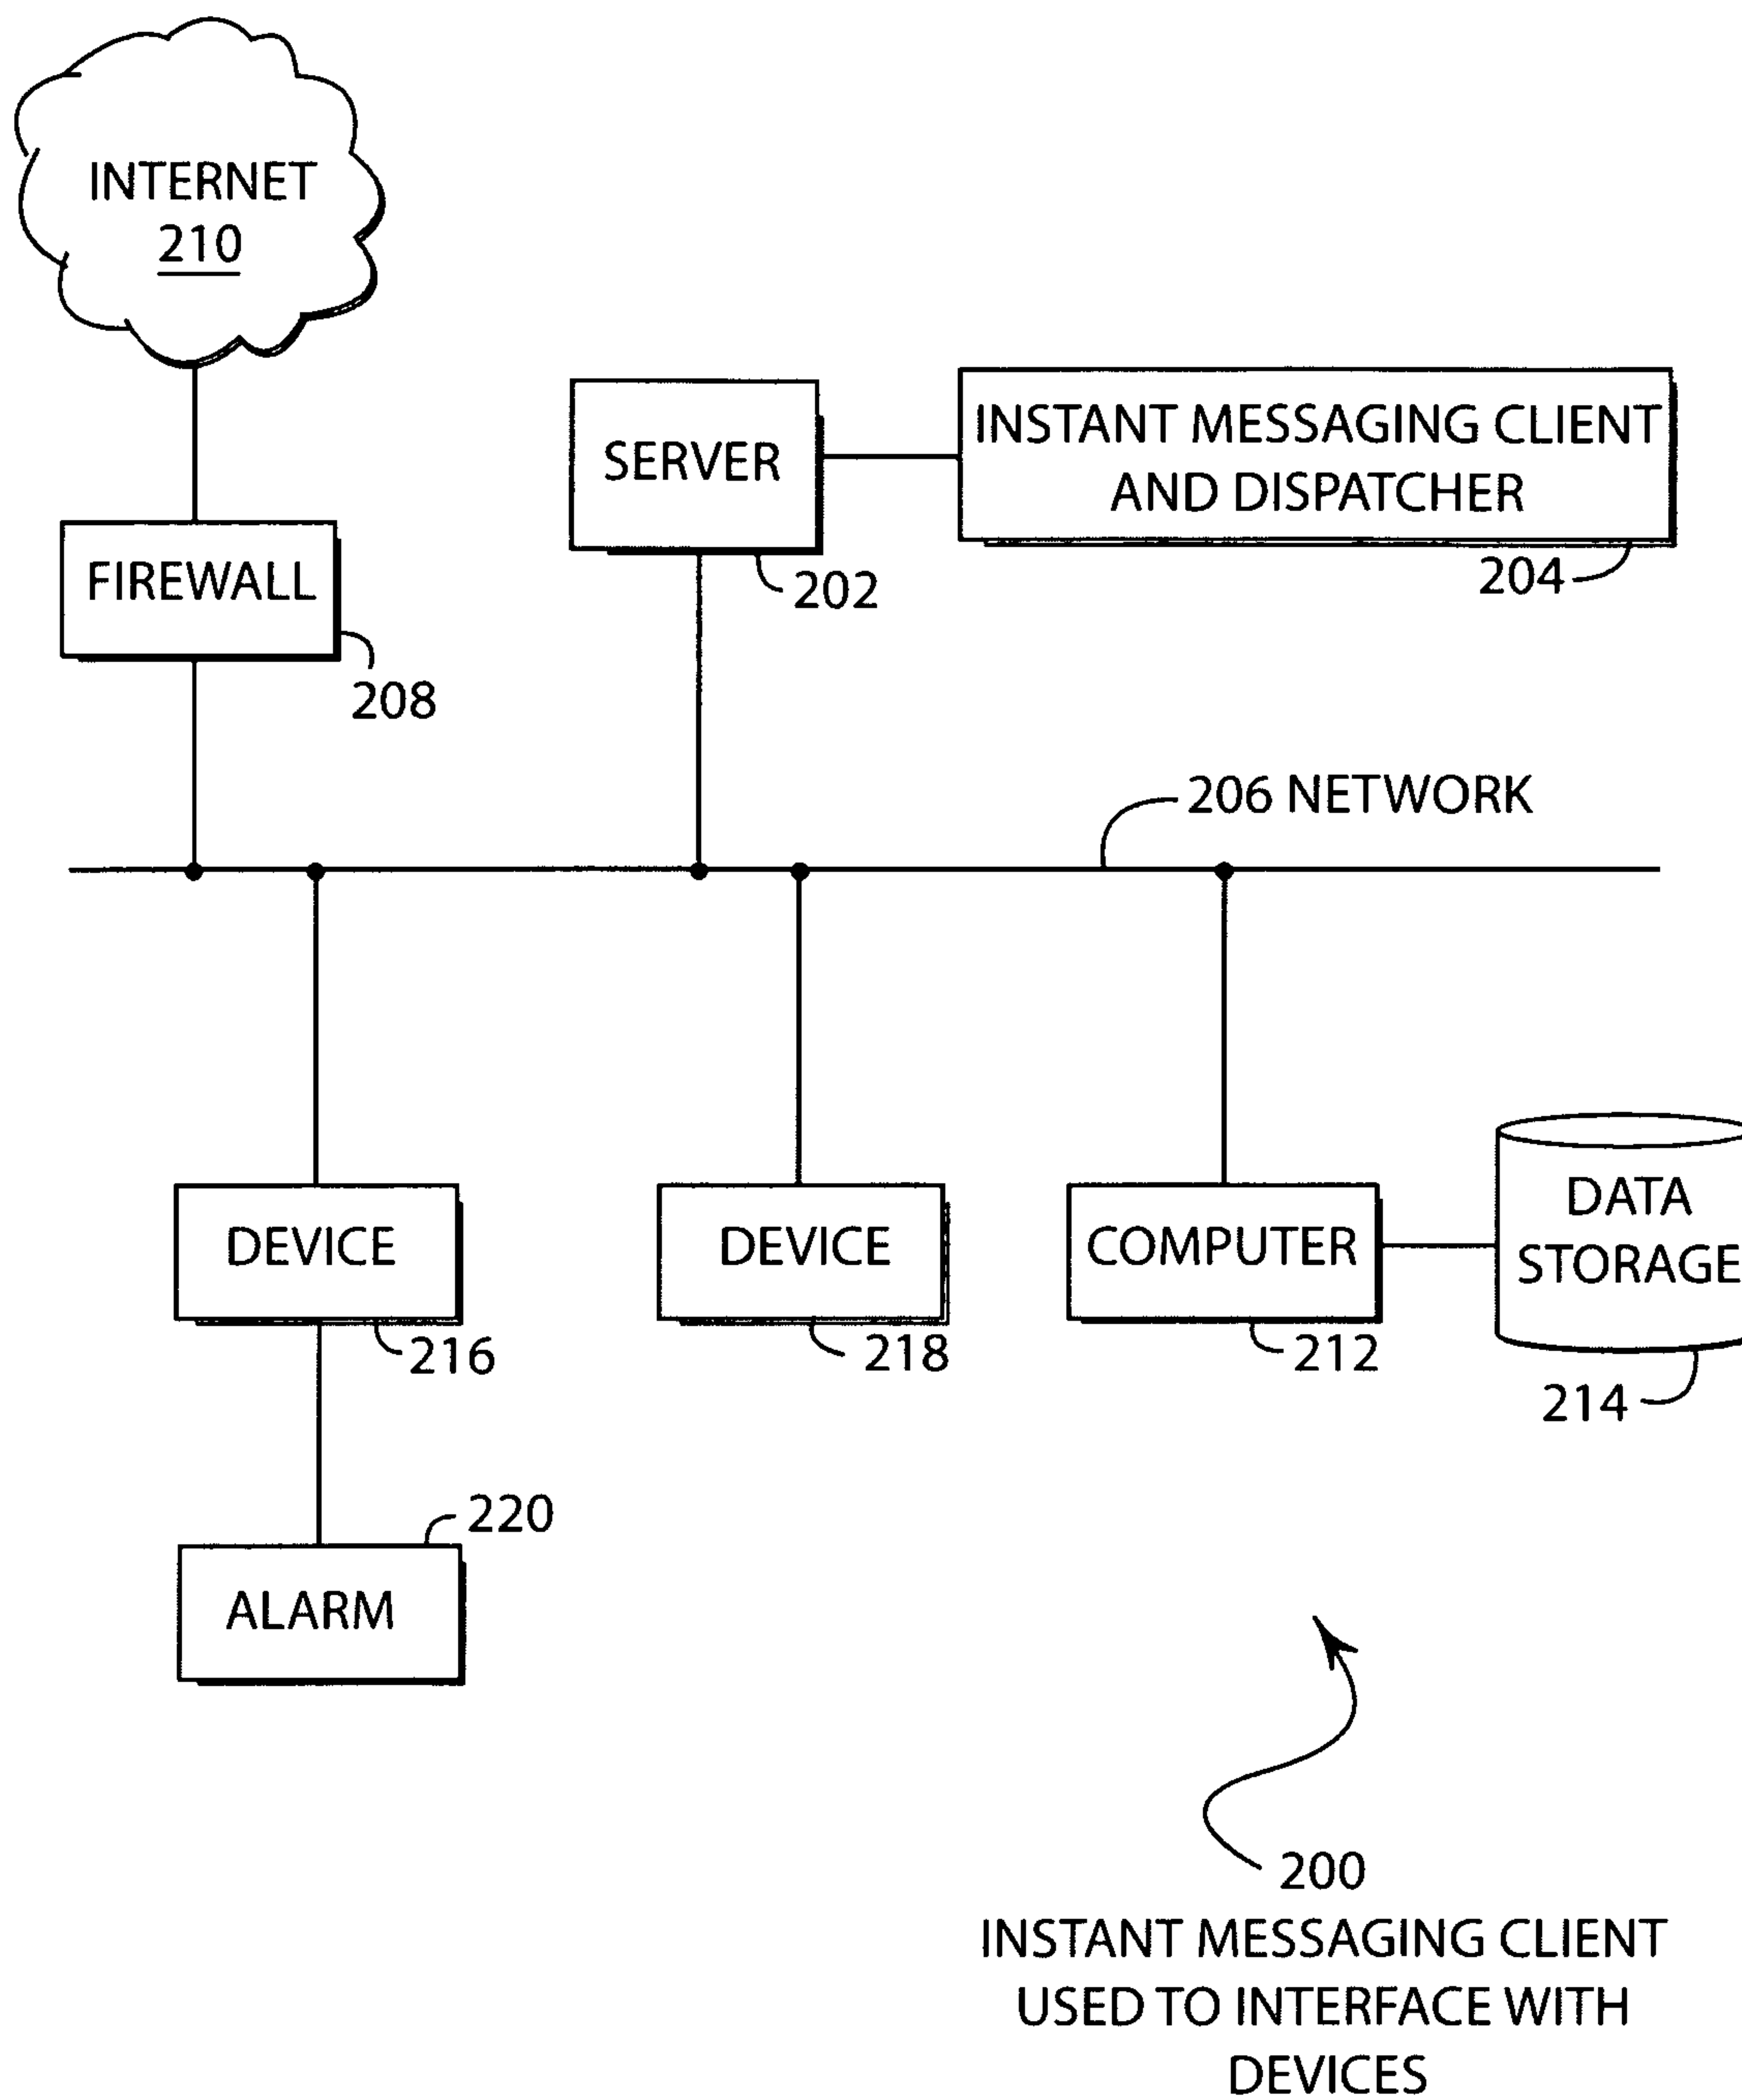 INTERNET
210
SERVER
INSTANT MESSAGING CLIENT
AND DISPATCHER
202
204
FIREWALL
208
206 NETWORK
DEVICE
216
DEVICE
218
COMPUTER
212
DATA
STORAGE
214
220
ALARM
200
INSTANT MESSAGING CLIENT
USED TO INTERFACE WITH
DEVICES